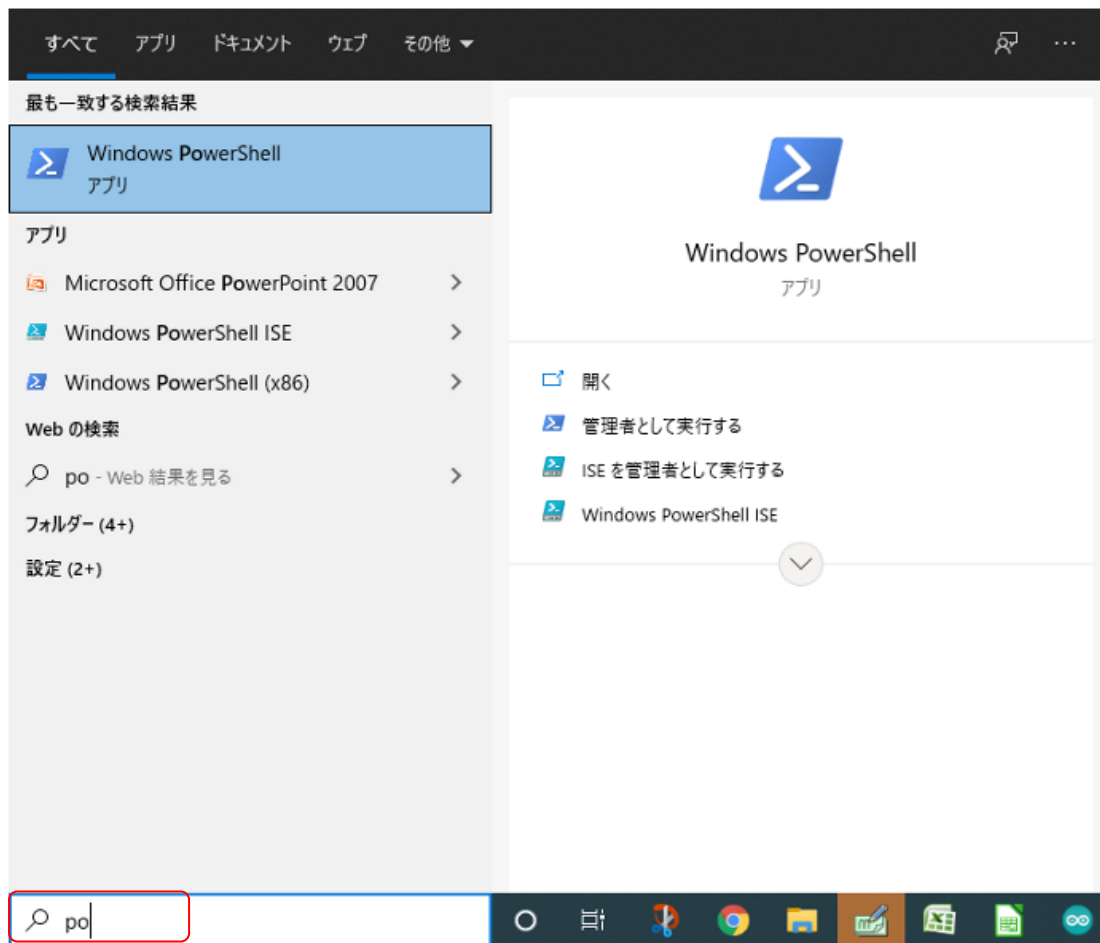 すべて アプリ ドキュメント ウェブ その他
最も一致する検索結果
Windows PowerShell
アプリ
アプリ
Microsoft Office PowerPoint 2007
Windows PowerShell ISE
Windows PowerShell (x86)
Web の検索
po - Web 結果を見る
フォルダー (4+)
設定 (2+)
Windows PowerShell
アプリ
開く
管理者として実行する
ISE を管理者として実行する
Windows PowerShell ISE
po